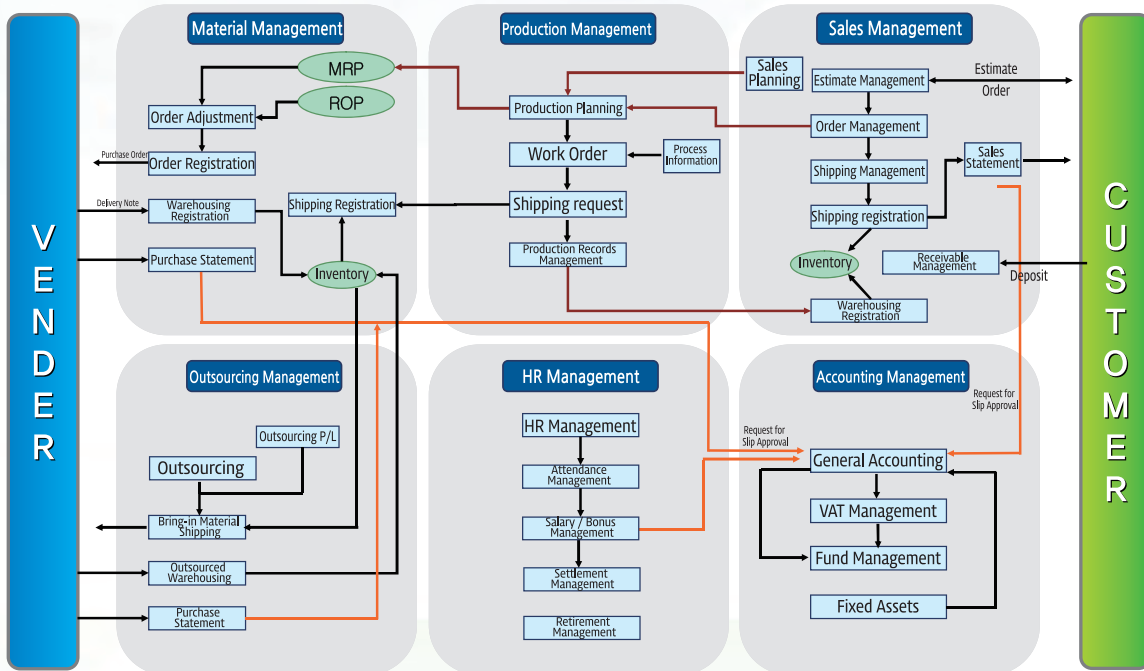 VENDER
Material Management
MRP
ROP
Order Adjustment
Purchase Order
Order Registration
Delivery Note
Warehousing
Registration
Shipping Registration
Purchase Statement
Inventory
Production Management
Production Planning
Work Order
Process
Information
Shipping request
Production Records
Management
Sales Management
Sales
Planning
Estimate Management
Estimate
Order
Order Management
Sales
Statement
Shipping Management
Shipping registration
Inventory
Receivable
Management
Deposit
Warehousing
Registration
CUSTOMER
Outsourcing Management
Outsourcing P/L
Outsourcing
Bring-in Material
Shipping
Outsourced
Warehousing
Purchase
Statement
HR Management
HR Management
Attendance
Management
Salary / Bonus
Management
Settlement
Management
Retirement
Management
Accounting Management
Request for
Slip Approval
Request for
Slip Approval
General Accounting
VAT Management
Fund Management
Fixed Assets